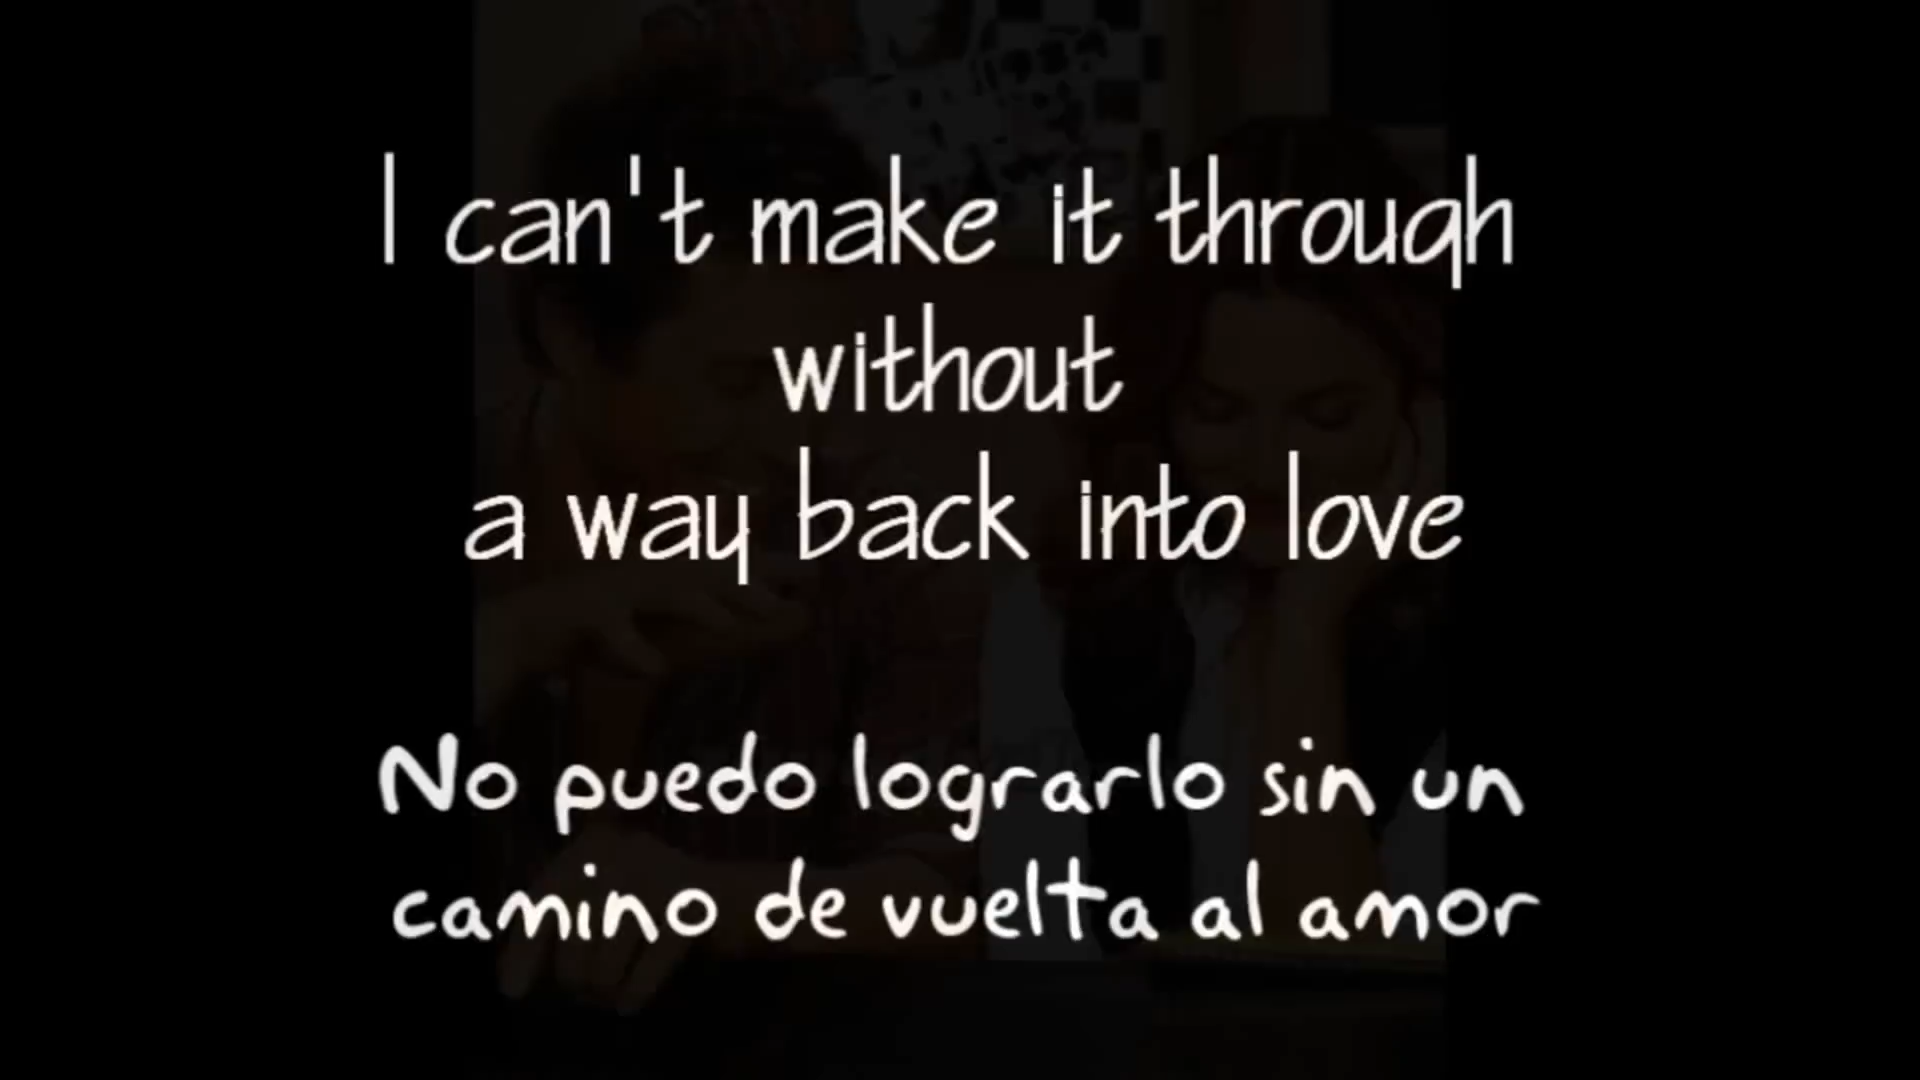 I can't make it through
without
a way back into love
No puedo lograrlo sin un
camino de vuelta al amor